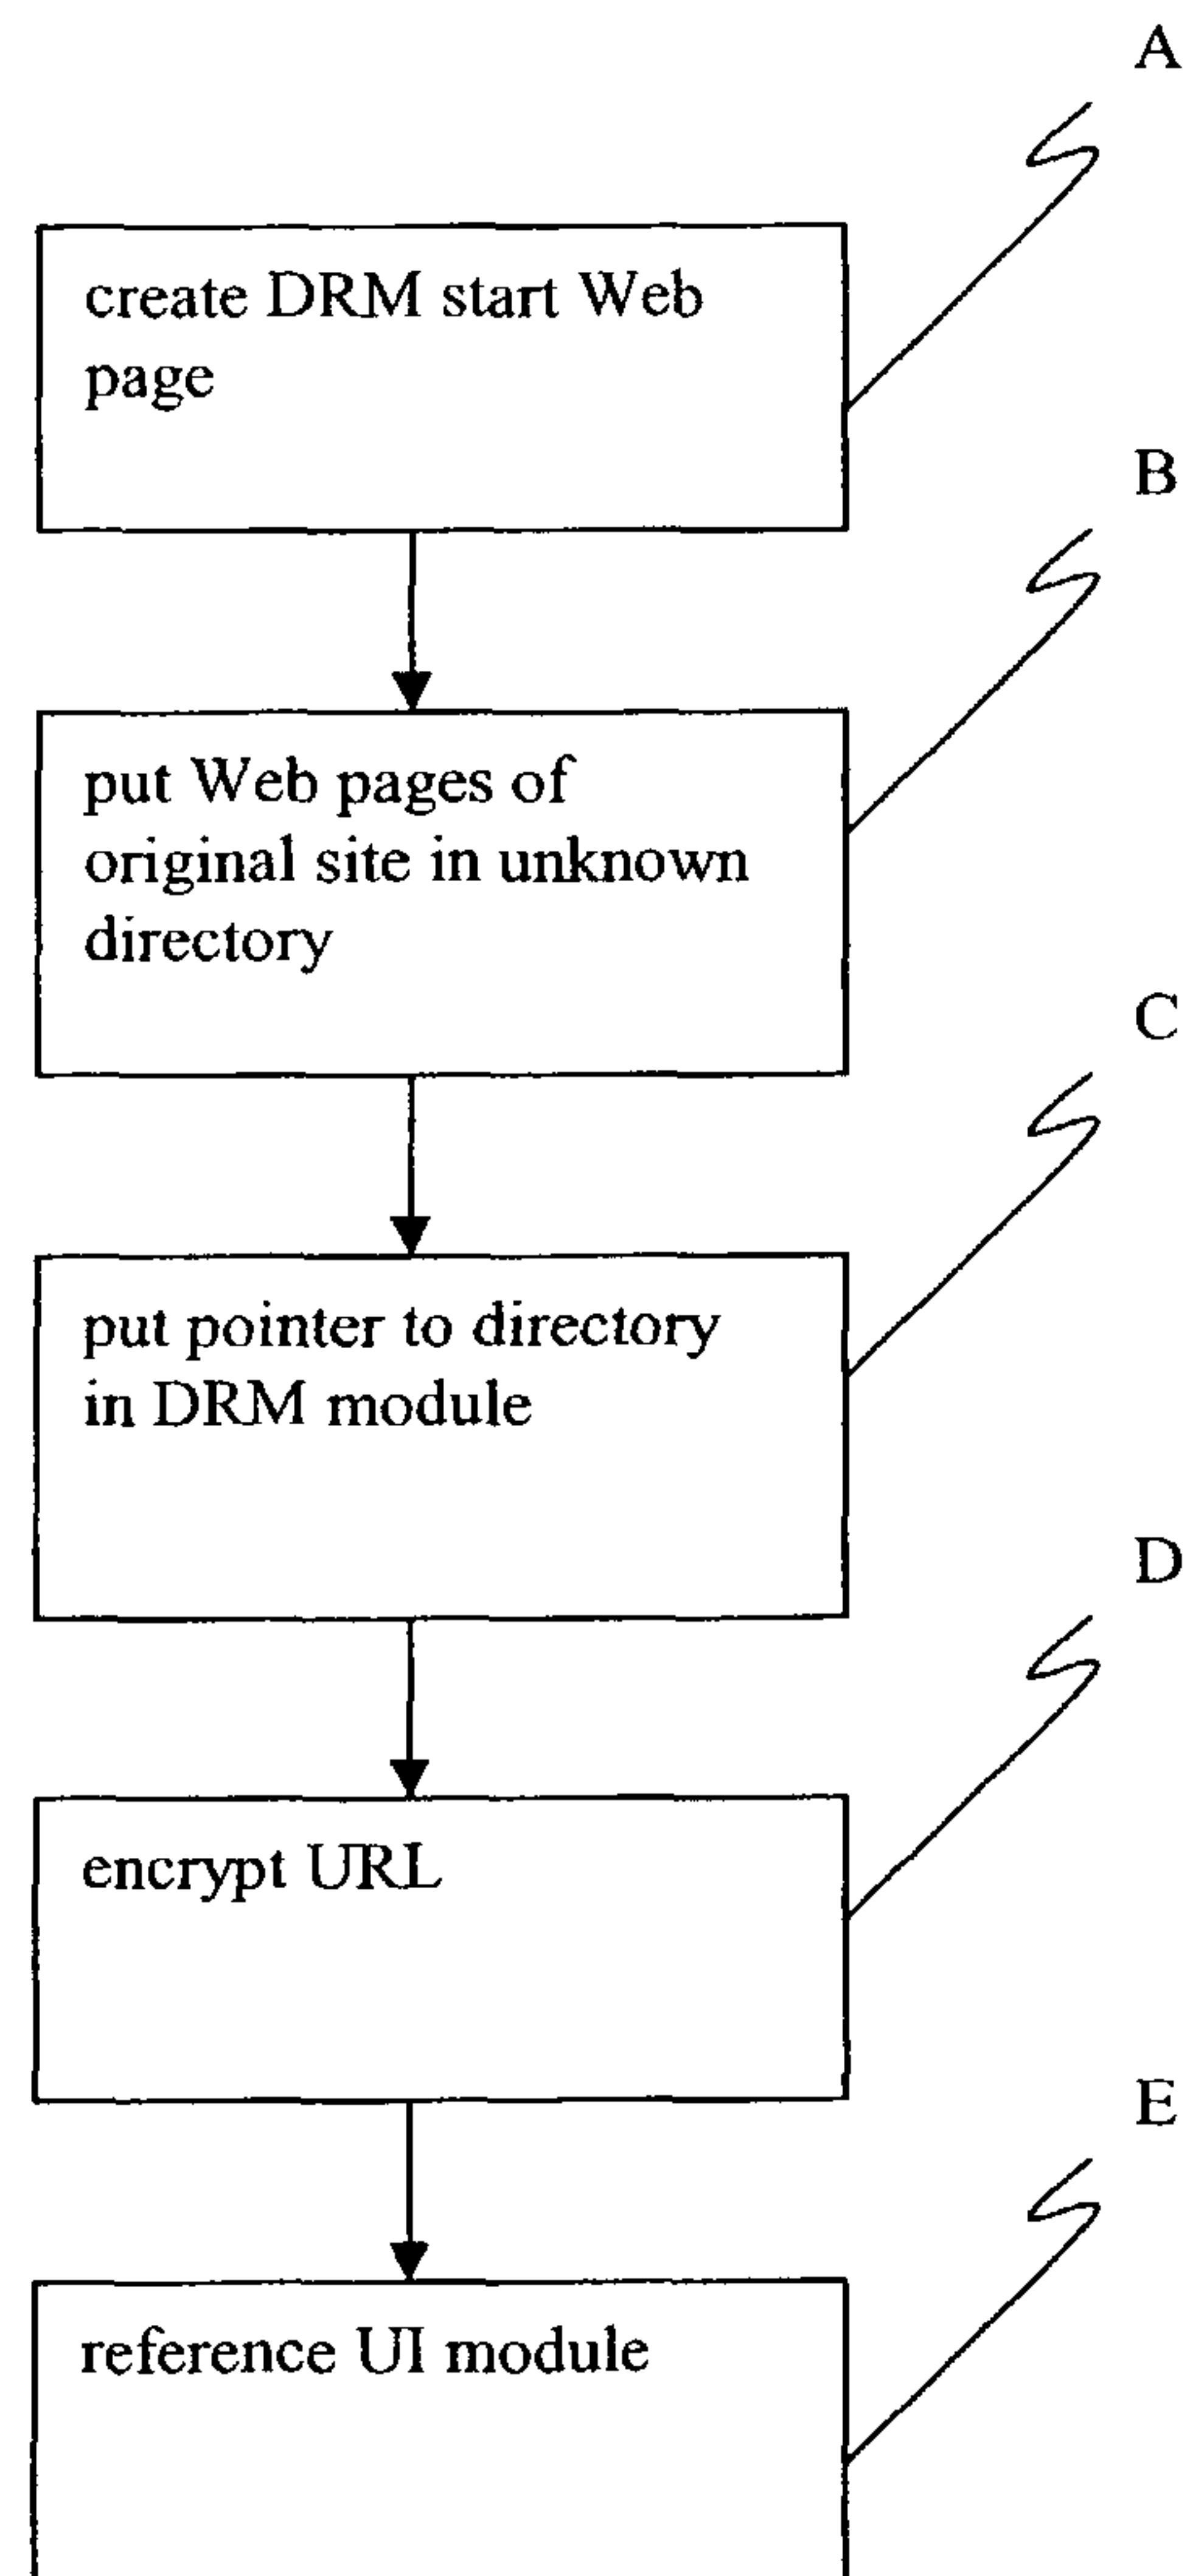 A
create DRM start Web
page
B
put Web pages of
original site in unknown
directory
C
put pointer to directory
in DRM module
D
encrypt URL
E
reference UI module